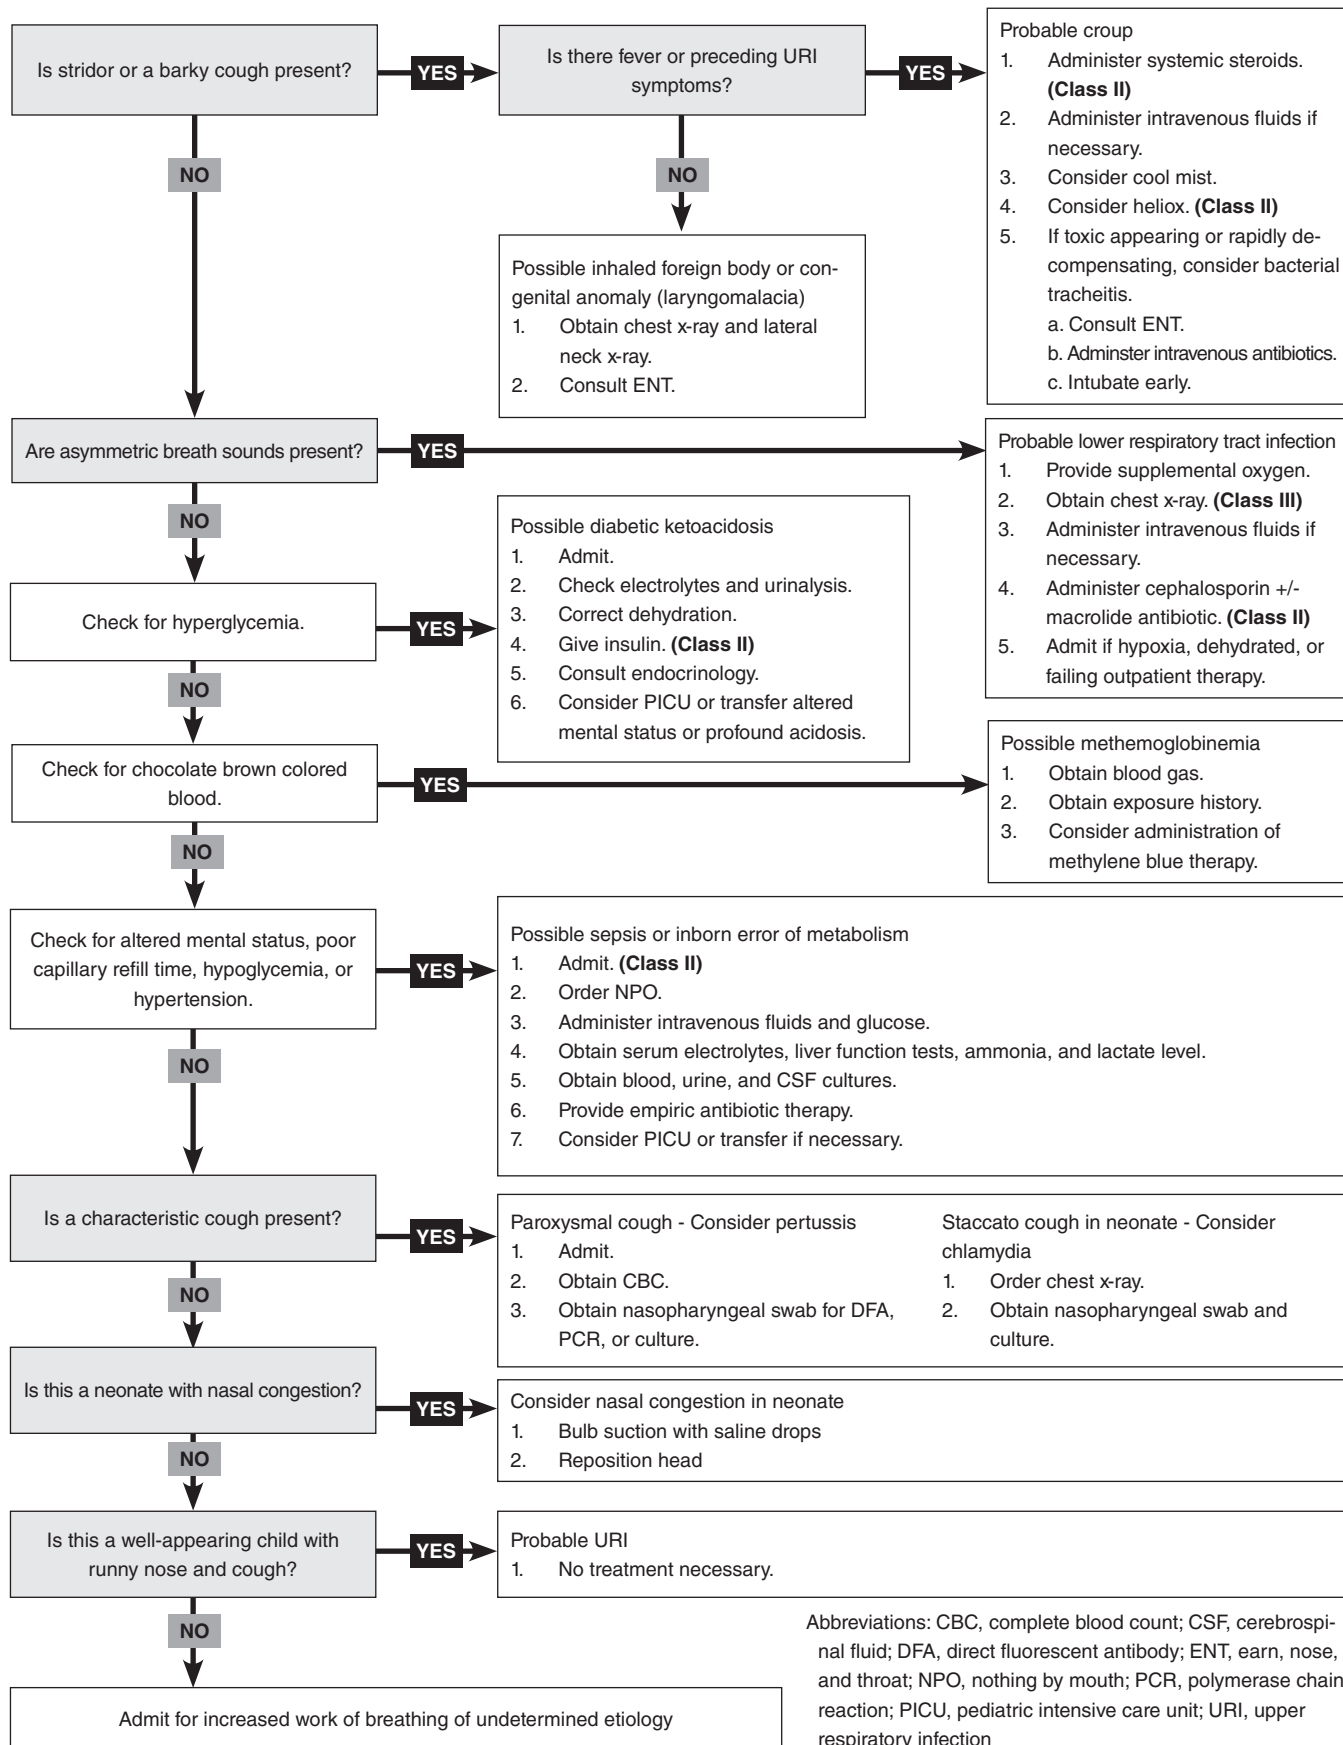 Is stridor or a barky cough present?
YES
Is there fever or preceding URI
symptoms?
YES
Probable croup
1. Administer systemic steroids.
(Class II)
2. Administer intravenous fluids if
necessary.
3. Consider cool mist.
4. Consider heliox. (Class II)
5. If toxic appearing or rapidly de-
compensating, consider bacterial
tracheitis.
a. Consult ENT.
b. Adminster intravenous antibiotics.
c. Intubate early.
NO
NO
Possible inhaled foreign body or con-
genital anomaly (laryngomalacia)
1. Obtain chest x-ray and lateral
neck x-ray.
2. Consult ENT.
Are asymmetric breath sounds present?
YES
Probable lower respiratory tract infection
1. Provide supplemental oxygen.
2. Obtain chest x-ray. (Class III)
3. Administer intravenous fluids if
necessary.
4. Administer cephalosporin +/-
macrolide antibiotic. (Class II)
5. Admit if hypoxia, dehydrated, or
failing outpatient therapy.
NO
Check for hyperglycemia.
YES
Possible diabetic ketoacidosis
1. Admit.
2. Check electrolytes and urinalysis.
3. Correct dehydration.
4. Give insulin. (Class II)
5. Consult endocrinology.
6. Consider PICU or transfer altered
mental status or profound acidosis.
NO
Check for chocolate brown colored
blood.
YES
Possible methemoglobinemia
1. Obtain blood gas.
2. Obtain exposure history.
3. Consider administration of
methylene blue therapy.
NO
Check for altered mental status, poor
capillary refill time, hypoglycemia, or
hypertension.
YES
Possible sepsis or inborn error of metabolism
1. Admit. (Class II)
2. Order NPO.
3. Administer intravenous fluids and glucose.
4. Obtain serum electrolytes, liver function tests, ammonia, and lactate level.
5. Obtain blood, urine, and CSF cultures.
6. Provide empiric antibiotic therapy.
7. Consider PICU or transfer if necessary.
NO
Is a characteristic cough present?
YES
Paroxysmal cough - Consider pertussis
1. Admit.
2. Obtain CBC.
3. Obtain nasopharyngeal swab for DFA,
PCR, or culture.
Staccato cough in neonate - Consider
chlamydia
1. Order chest x-ray.
2. Obtain nasopharyngeal swab and
culture.
NO
Is this a neonate with nasal congestion?
YES
Consider nasal congestion in neonate
1. Bulb suction with saline drops
2. Reposition head
NO
Is this a well-appearing child with
runny nose and cough?
YES
Probable URI
1. No treatment necessary.
NO
Admit for increased work of breathing of undetermined etiology
Abbreviations: CBC, complete blood count; CSF, cerebrospi-
nal fluid; DFA, direct fluorescent antibody; ENT, earn, nose,
and throat; NPO, nothing by mouth; PCR, polymerase chain
reaction; PICU, pediatric intensive care unit; URI, upper
respiratory infection